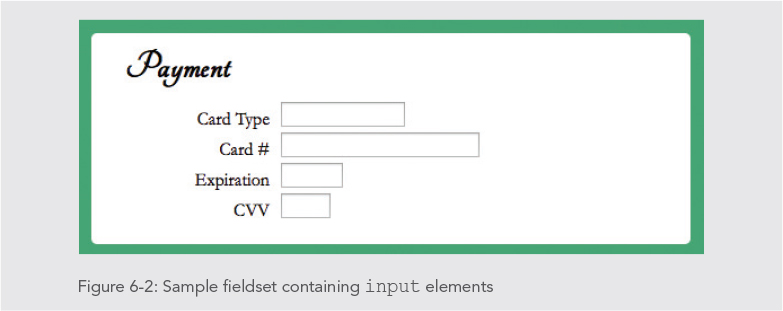 Payment
Card Type
Card #
Expiration
CVV
Figure 6-2: Sample fieldset containing input elements